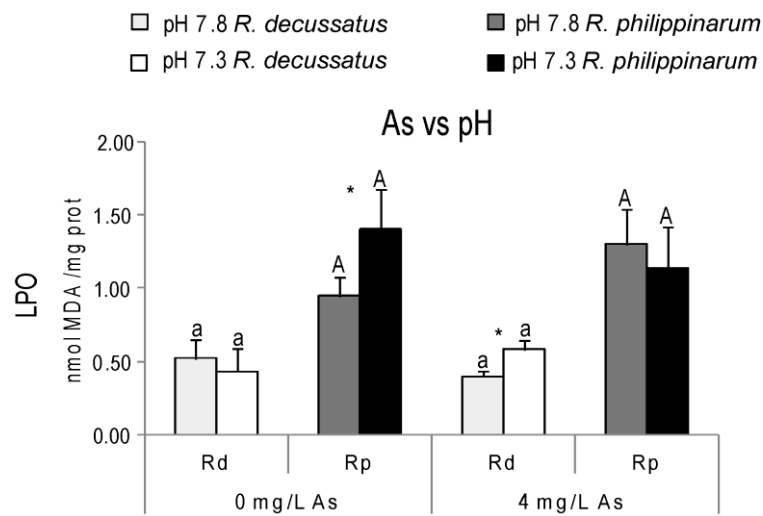 pH 7.8 R. decussatus
pH 7.8 R. philippinarum
pH 7.3 R. decussatus
pH 7.3 R. philippinarum
As vs pH
LPO
nmol MDA /mg prot
2.00
1.50
1.00
0.50
0.00
a
a
A
*
A
a
*
a
A
A
Rd
Rp
Rd
Rp
0 mg/L As
4 mg/L As